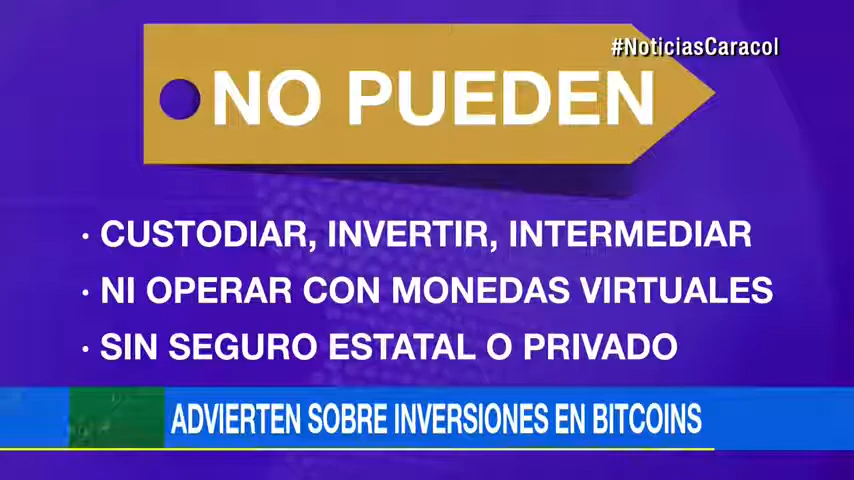 #NoticiasCaracol
NO PUEDEN
· CUSTODIAR, INVERTIR, INTERMEDIAR
· NI OPERAR CON MONEDAS VIRTUALES
· SIN SEGURO ESTATAL O PRIVADO
ADVIERTEN SOBRE INVERSIONES EN BITCOINS